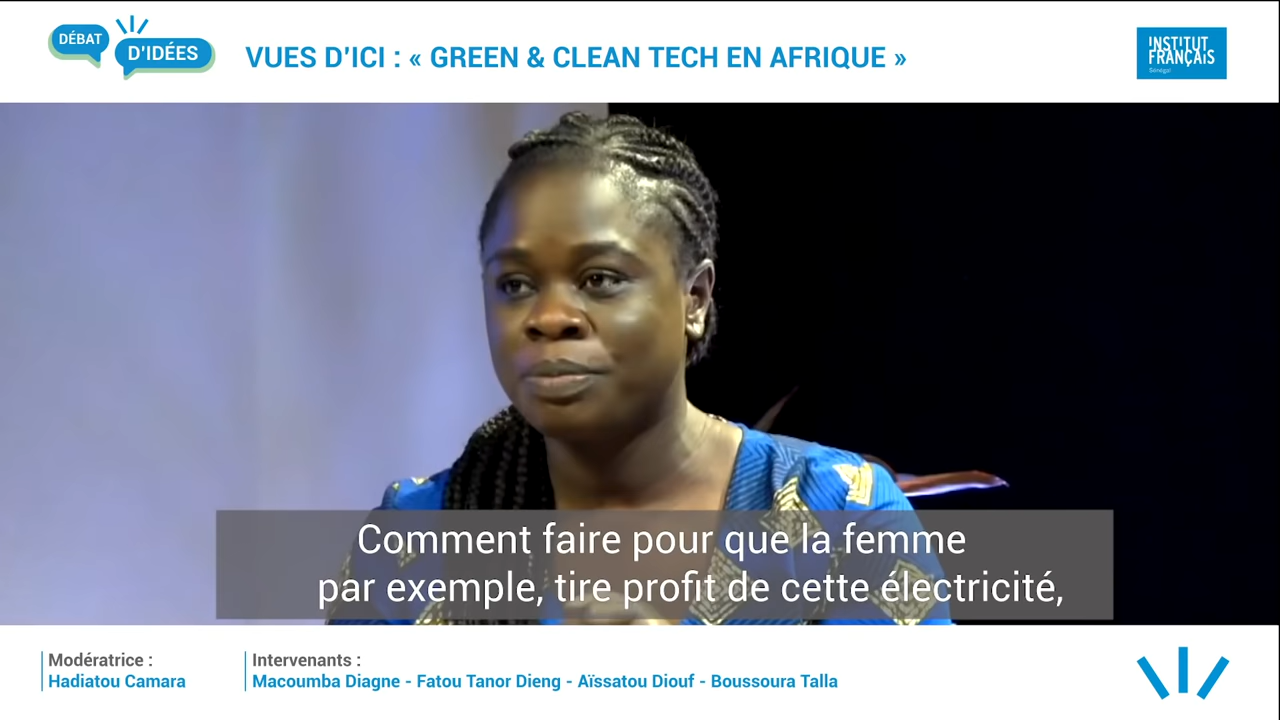 DÉBAT
D'IDÉES
VUES D'ICI : « GREEN & CLEAN TECH EN AFRIQUE »
INSTITUT
FRANÇAIS
Sénégal
Comment faire pour que la femme
par exemple, tire profit de cette électricité,
Modératrice :
Hadiatou Camara
Intervenants :
Macoumba Diagne - Fatou Tanor Dieng - Aïssatou Diouf - Boussoura Talla